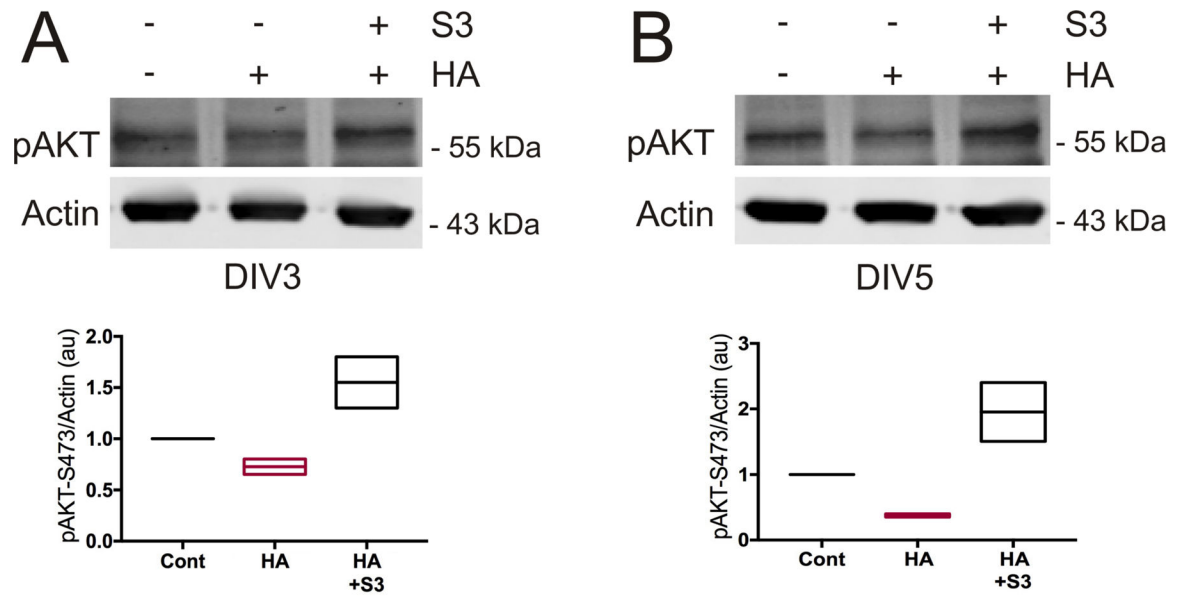 A
- - + S3
- + + HA
pAKT
- 55 kDa
Actin
- 43 kDa
DIV3
pAKT-S473/Actin (au)
2.0
1.5
1.0
0.5
0.0
Cont HA HA
+S3
B
- - + S3
- + + HA
pAKT
- 55 kDa
Actin
- 43 kDa
DIV5
pAKT-S473/Actin (au)
3
2
1
0
Cont HA HA
+S3